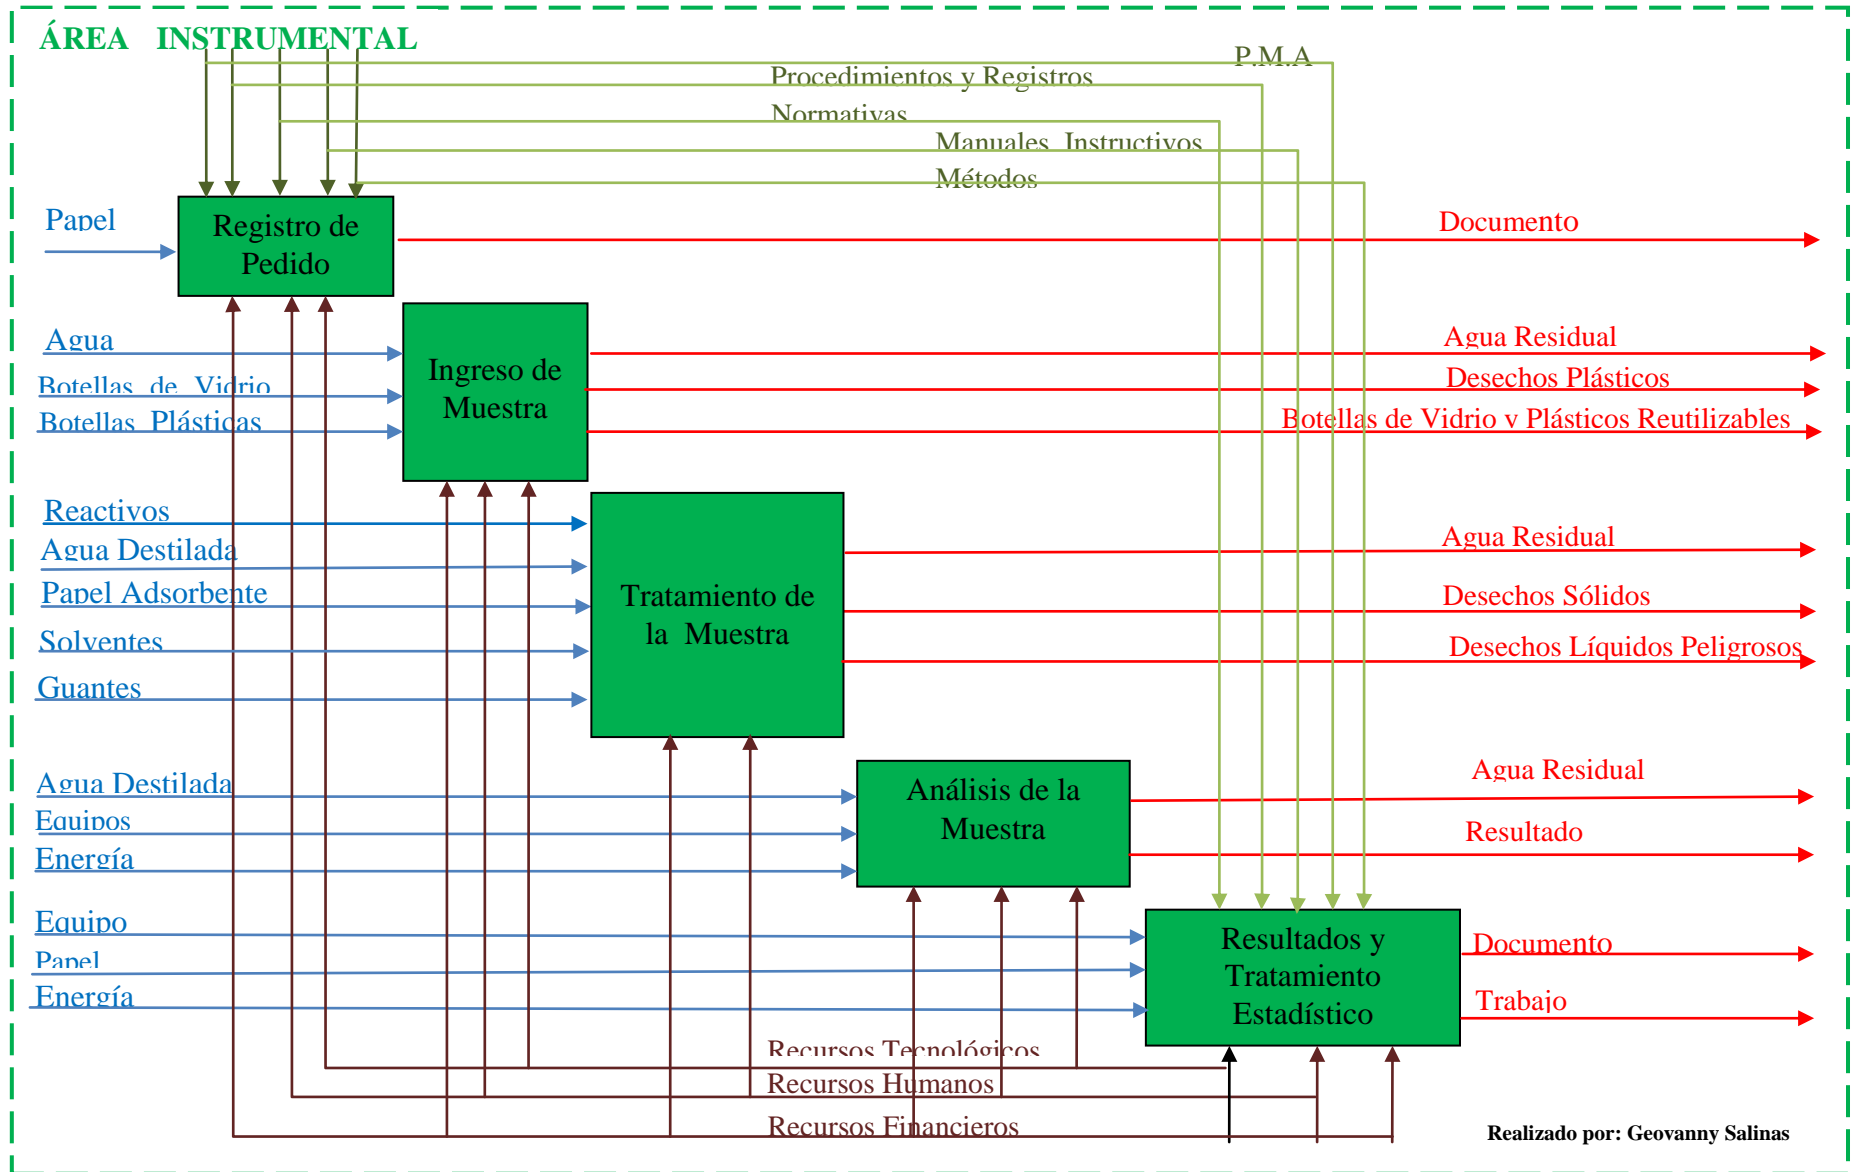 ÁREA INSTRUMENTAL
P.M.A
Procedimientos y Registros
Normativas
Manuales Instructivos
Métodos
Papel
Registro de
Pedido
Documento
Agua
Botellas de Vidrio
Botellas Plásticas
Ingreso de
Muestra
Agua Residual
Desechos Plásticos
Botellas de Vidrio y Plásticos Reutilizables
Reactivos
Agua Destilada
Papel Adsorbente
Solventes
Guantes
Tratamiento de
la Muestra
Agua Residual
Desechos Sólidos
Desechos Líquidos Peligrosos
Agua Destilada
Equipos
Energía
Análisis de la
Muestra
Agua Residual
Resultado
Equipo
Papel
Energía
Resultados y
Tratamiento
Estadístico
Documento
Trabajo
Recursos Tecnológicos
Recursos Humanos
Recursos Financieros
Realizado por: Geovanny Salinas